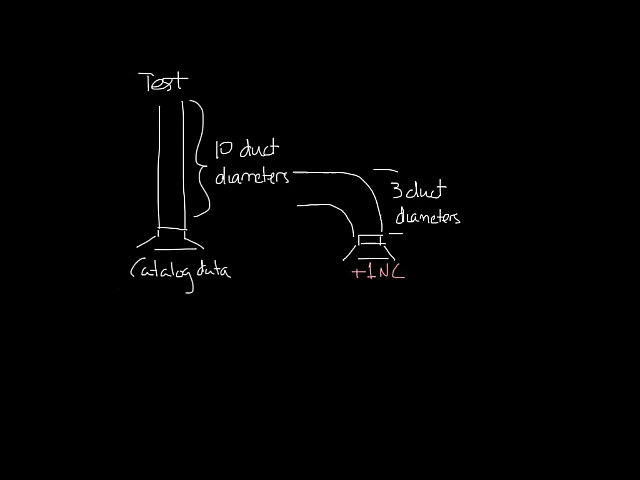 Test
10 duct
diameters
3 duct
diameters
Catalog data
+1NC